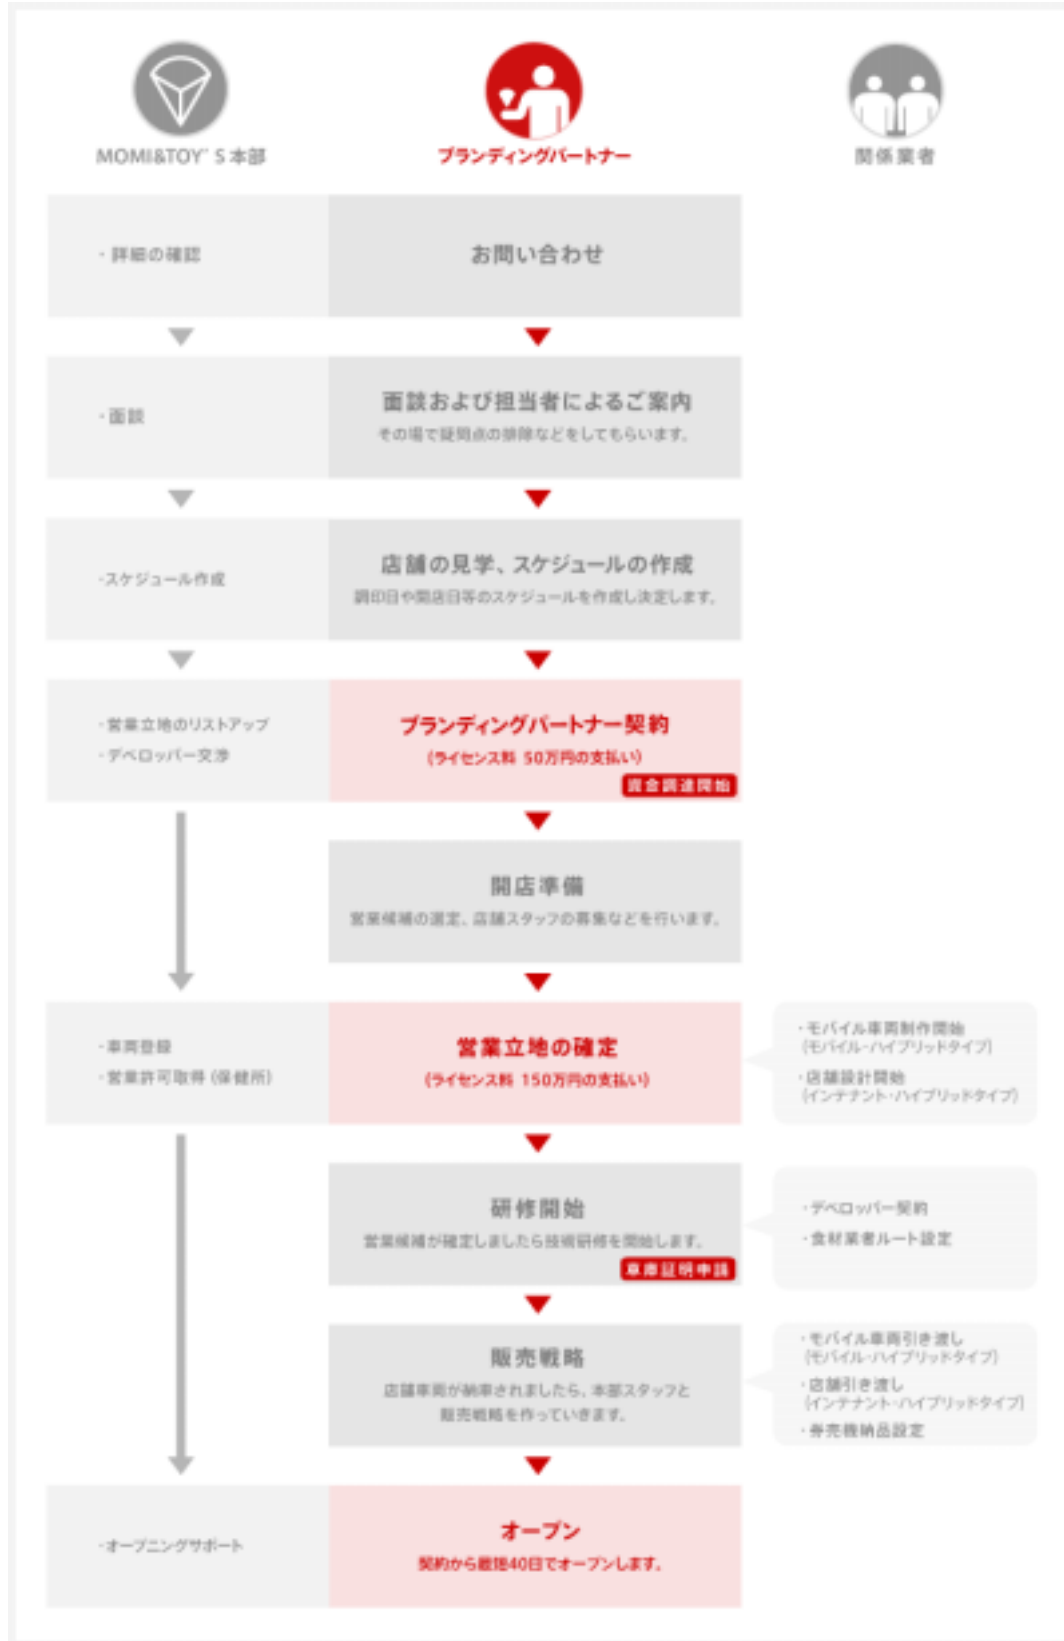 MOMI&TOY'S本部
ブランディングパートナー
関係業者
・詳細の確認
お問い合わせ
・面談
面談および担当者によるご案内
その場で疑問点の排除などをしてもらいます。
・スケジュール作成
店舗の見学、スケジュールの作成
調印日や開店日等のスケジュールを作成し決定します。
・営業立地のリストアップ
・デベロッパー交渉
ブランディングパートナー契約
(ライセンス料 50万円の支払い)
資金調達開始
開店準備
営業候補の選定、店舗スタッフの募集などを行います。
・車両登録
・営業許可取得(保健所)
営業立地の確定
(ライセンス料 150万円の支払い)
・モバイル車両制作開始
(モバイル・ハイブリッドタイプ)
・店舗設計開始
(インテナント・ハイブリッドタイプ)
研修開始
営業候補が確定しましたら技術研修を開始します。
車庫証明申請
・デベロッパー契約
・食材業者ルート設定
販売戦略
店舗車両が納車されましたら、本部スタッフと
販売戦略を作っていきます。
・モバイル車両引き渡し
(モバイル・ハイブリッドタイプ)
・店舗引き渡し
(インテナント・ハイブリッドタイプ)
・券売機納品設定
・オープニングサポート
オープン
契約から最短40日でオープンします。